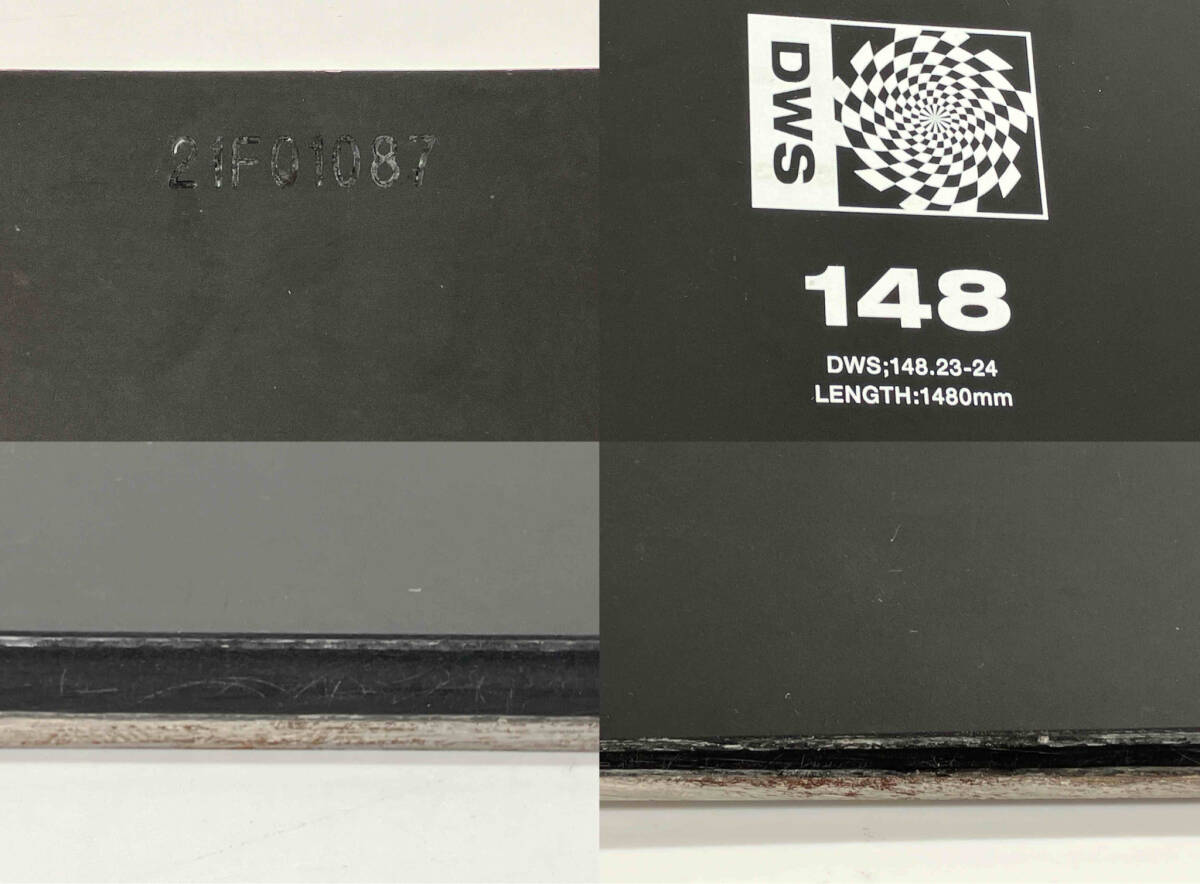 21F01087
DWS
148
DWS;148.23-24
LENGTH:1480mm